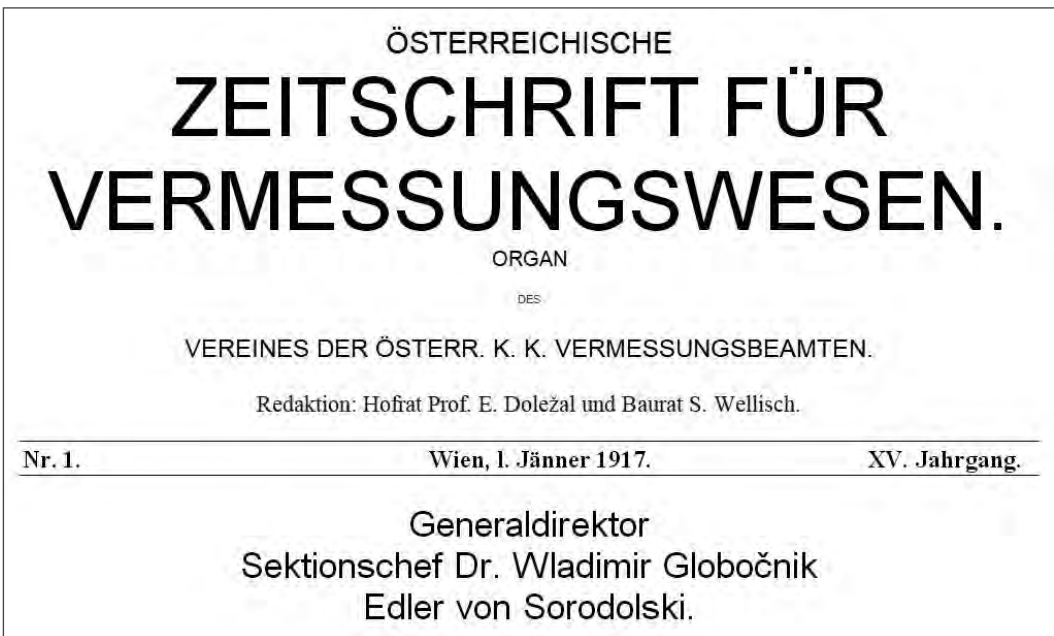 ÖSTERREICHISCHE
ZEITSCHRIFT FÜR
VERMESSUNGSWESEN.
ORGAN
DES
VEREINES DER ÖSTERR. K. K. VERMESSUNGSBEAMTEN.
Redaktion: Hofrat Prof. E. Doležal und Baurat S. Wellisch.
Nr. 1. Wien, l. Jänner 1917. XV. Jahrgang.
Generaldirektor
Sektionschef Dr. Wladimir Globočnik
Edler von Sorodolski.